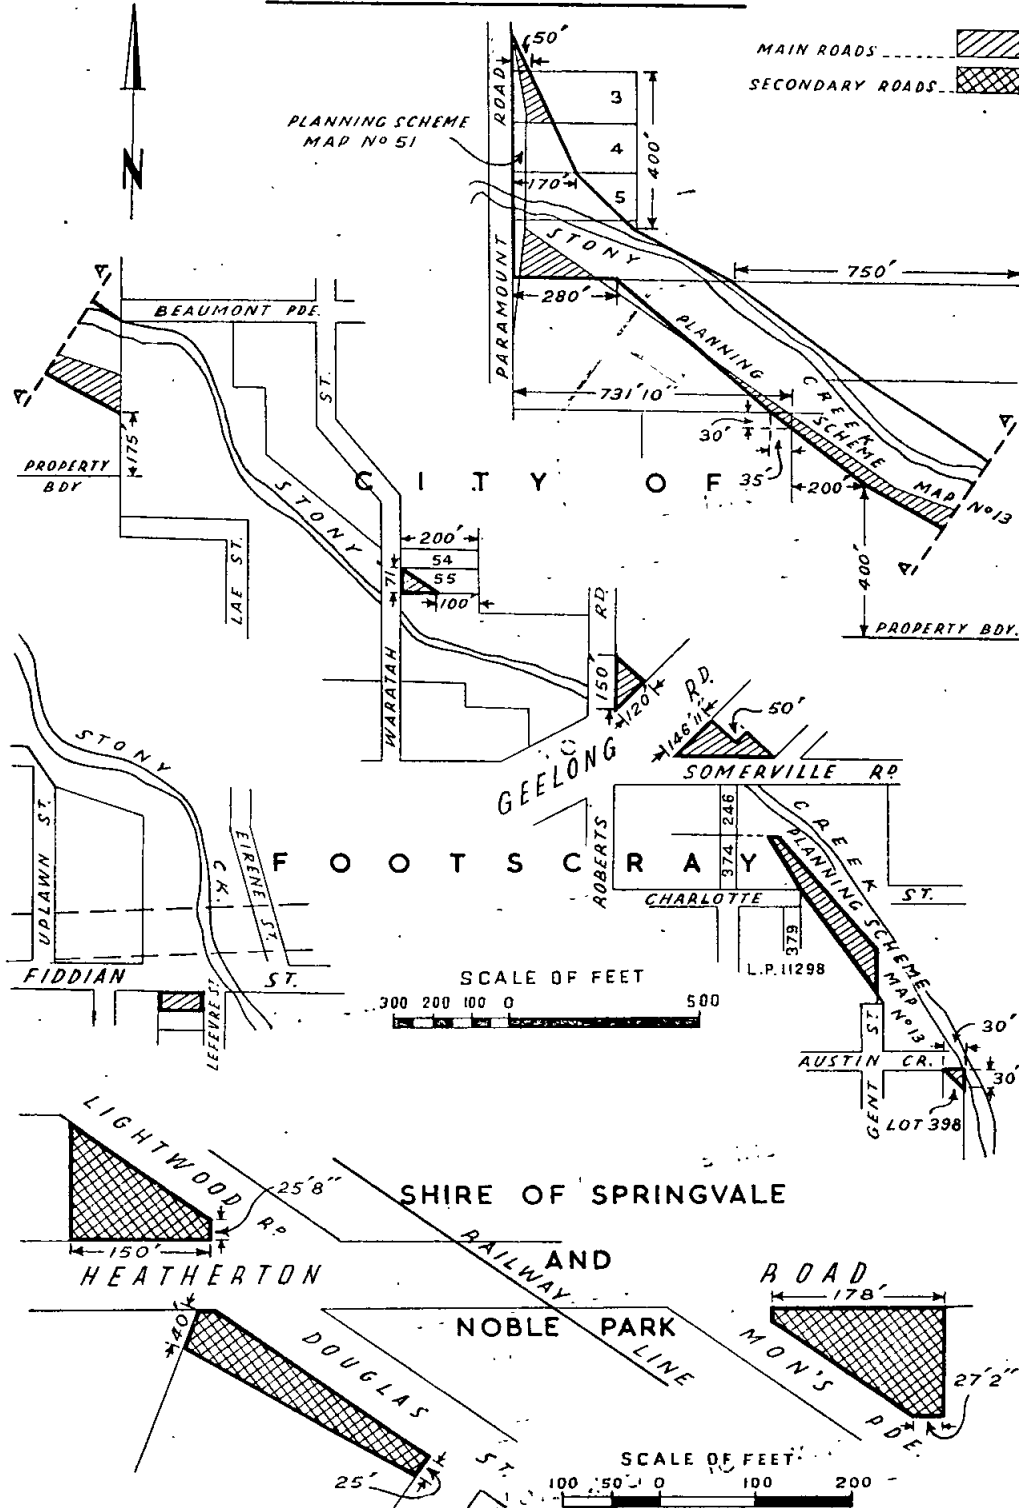 MAIN ROADS
SECONDARY ROADS
N
50'
3
4
5
400'
PLANNING SCHEME
MAP No 51
170'
PARAMOUNT ROAD
STONY
280'
750'
PLANNING SCHEME MAP No 13
CREEK
731'10"
30'
35'
200'
400'
PROPERTY BDY.
A
A
A
A
BEAUMONT PDE.
ST.
175'
PROPERTY
BDY
STONY
LAE ST.
CITY OF
200'
54
55
71
100'
WARATAH
150'
RD.
120'
GEELONG
RD.
146'11"
50'
SOMERVILLE RD
STONY
CK.
UPLAWN ST.
EIRENE ST.
FOOTSCRAY
ROBERTS
246
374
CHARLOTTE
ST.
379
L.P. 11298
CREEK
PLANNING SCHEME
MAP No 13
FIDDIAN ST.
LEFEVRE ST.
SCALE OF FEET
300 200 100 0 500
AUSTIN CR.
GENT ST.
30'
30'
LOT 398
LIGHTWOOD RD
25'8"
150'
SHIRE OF SPRINGVALE
AND
NOBLE PARK
RAILWAY LINE
HEATHERTON ROAD
40'
DOUGLAS ST.
25'
178'
MON'S PDE.
27'2"
SCALE OF FEET
100 50 0 100 200